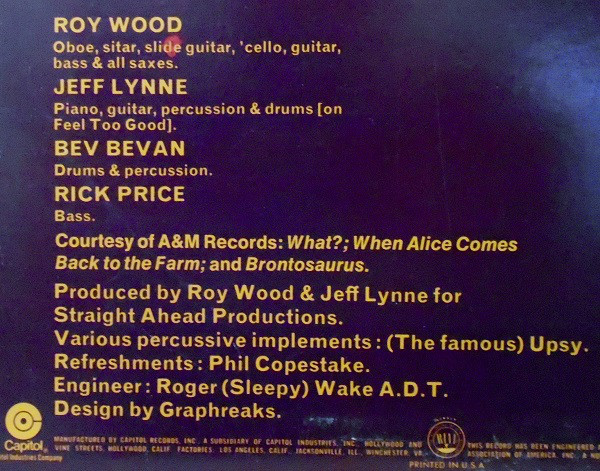 ROY WOOD
Oboe, sitar, slide guitar, 'cello, guitar,
bass & all saxes.
JEFF LYNNE
Piano, guitar, percussion & drums [on
Feel Too Good].
BEV BEVAN
Drums & percussion.
RICK PRICE
Bass.
Courtesy of A&M Records: What?; When Alice Comes
Back to the Farm; and Brontosaurus.
Produced by Roy Wood & Jeff Lynne for
Straight Ahead Productions.
Various percussive implements: (The famous) Upsy.
Refreshments: Phil Copestake.
Engineer: Roger (Sleepy) Wake A.D.T.
Design by Graphreaks.
Capitol
Industries Company
MANUFACTURED BY CAPITOL RECORDS, INC., A SUBSIDIARY OF CAPITOL INDUSTRIES, INC., HOLLYWOOD AND
VINE STREETS, HOLLYWOOD, CALIF. FACTORIES: LOS ANGELES, CALIF., JACKSONVILLE, ILL., WINCHESTER, VA.
THIS RECORD HAS BEEN ENGINEERED
ASSOCIATION OF AMERICA, INC., A
PRINTED IN U.S.A.